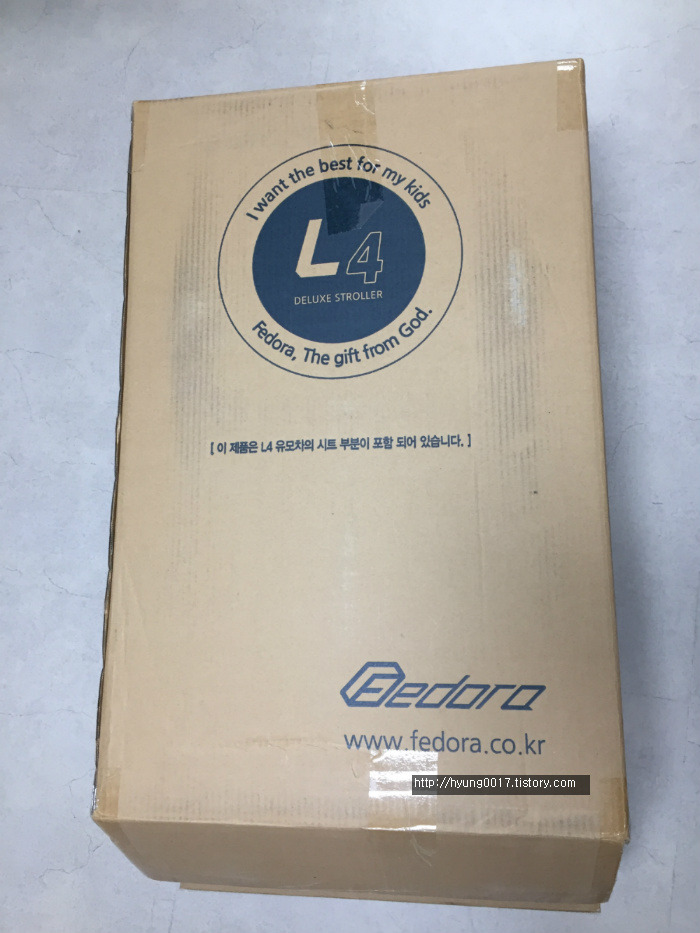 I want the best for my kids
L4
DELUXE STROLLER
Fedora, The gift from God.
[ 이 제품은 L4 유모차의 시트 부분이 포함 되어 있습니다. ]
Fedora
www.fedora.co.kr
http://hyung0017.tistory.com